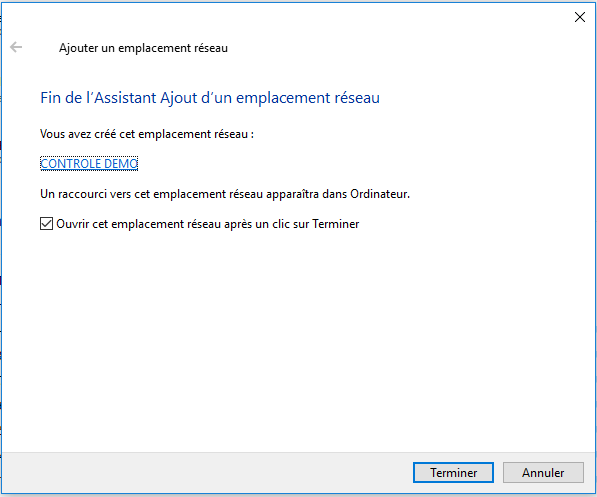 Ajouter un emplacement réseau
Fin de l’Assistant Ajout d’un emplacement réseau
Vous avez créé cet emplacement réseau :
CONTROLE DEMO
Un raccourci vers cet emplacement réseau apparaîtra dans Ordinateur.
Ouvrir cet emplacement réseau après un clic sur Terminer
Terminer
Annuler